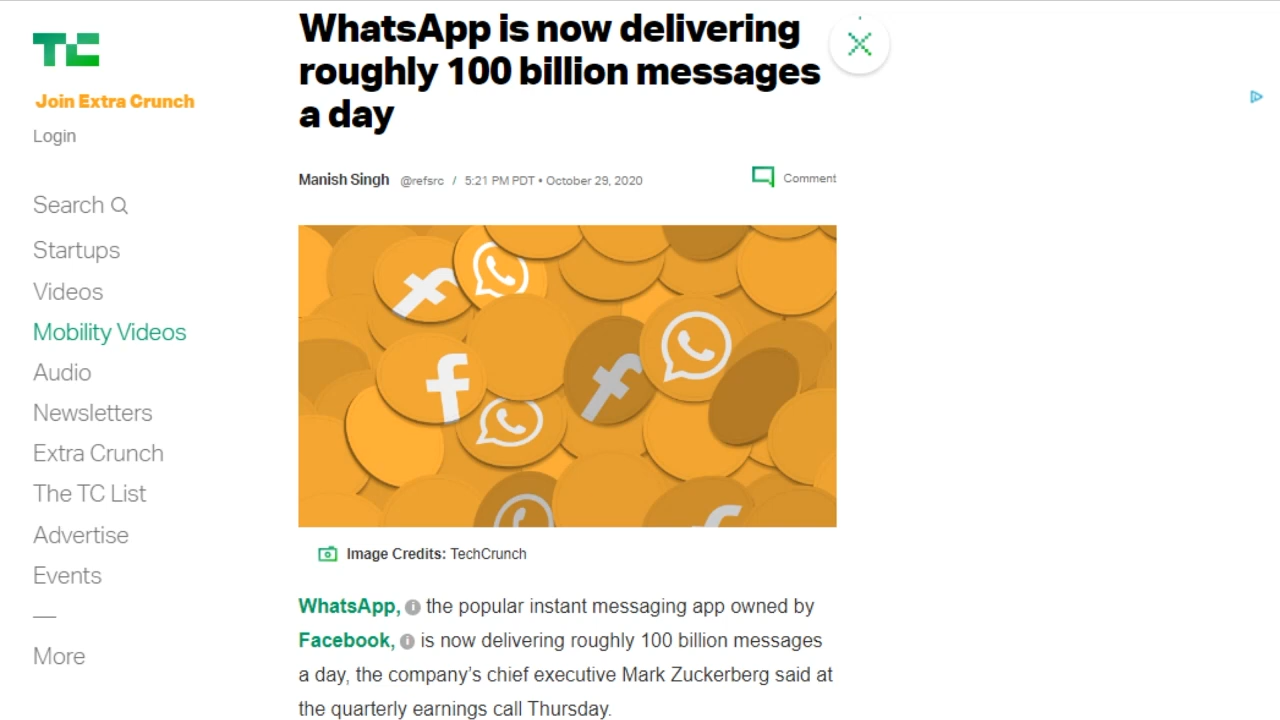 TC
Join Extra Crunch
Login
Search
Startups
Videos
Mobility Videos
Audio
Newsletters
Extra Crunch
The TC List
Advertise
Events
—
More
WhatsApp is now delivering
roughly 100 billion messages
a day
Manish Singh @refsrc / 5:21 PM PDT • October 29, 2020
Comment
Image Credits: TechCrunch
WhatsApp, the popular instant messaging app owned by
Facebook, is now delivering roughly 100 billion messages
a day, the company’s chief executive Mark Zuckerberg said at
the quarterly earnings call Thursday.